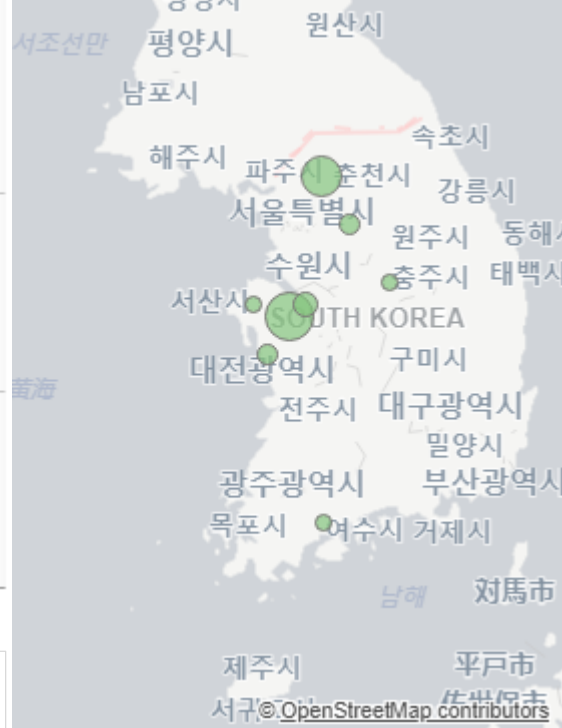 원산시
서조선만
평양시
남포시
속초시
해주시
파주시
춘천시
강릉시
서울특별시
원주시
동해시
수원시
충주시
태백시
서산시
SOUTH KOREA
대전광역시
구미시
黃海
전주시
대구광역시
밀양시
광주광역시
부산광역시
목포시
여수시
거제시
남해
対馬市
제주시
平戸市
© OpenStreetMap contributors